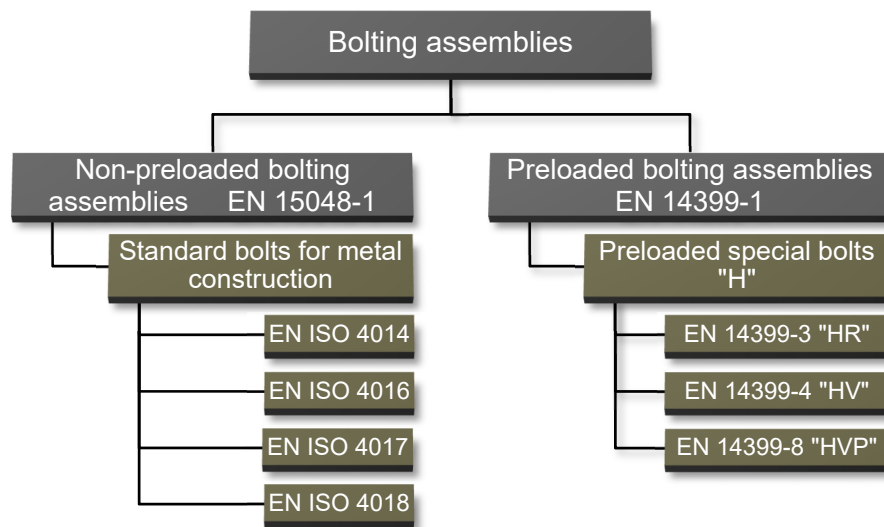 Bolting assemblies
Non-preloaded bolting
assemblies EN 15048-1
Standard bolts for metal
construction
EN ISO 4014
EN ISO 4016
EN ISO 4017
EN ISO 4018
Preloaded bolting assemblies
EN 14399-1
Preloaded special bolts
"H"
EN 14399-3 "HR"
EN 14399-4 "HV"
EN 14399-8 "HVP"